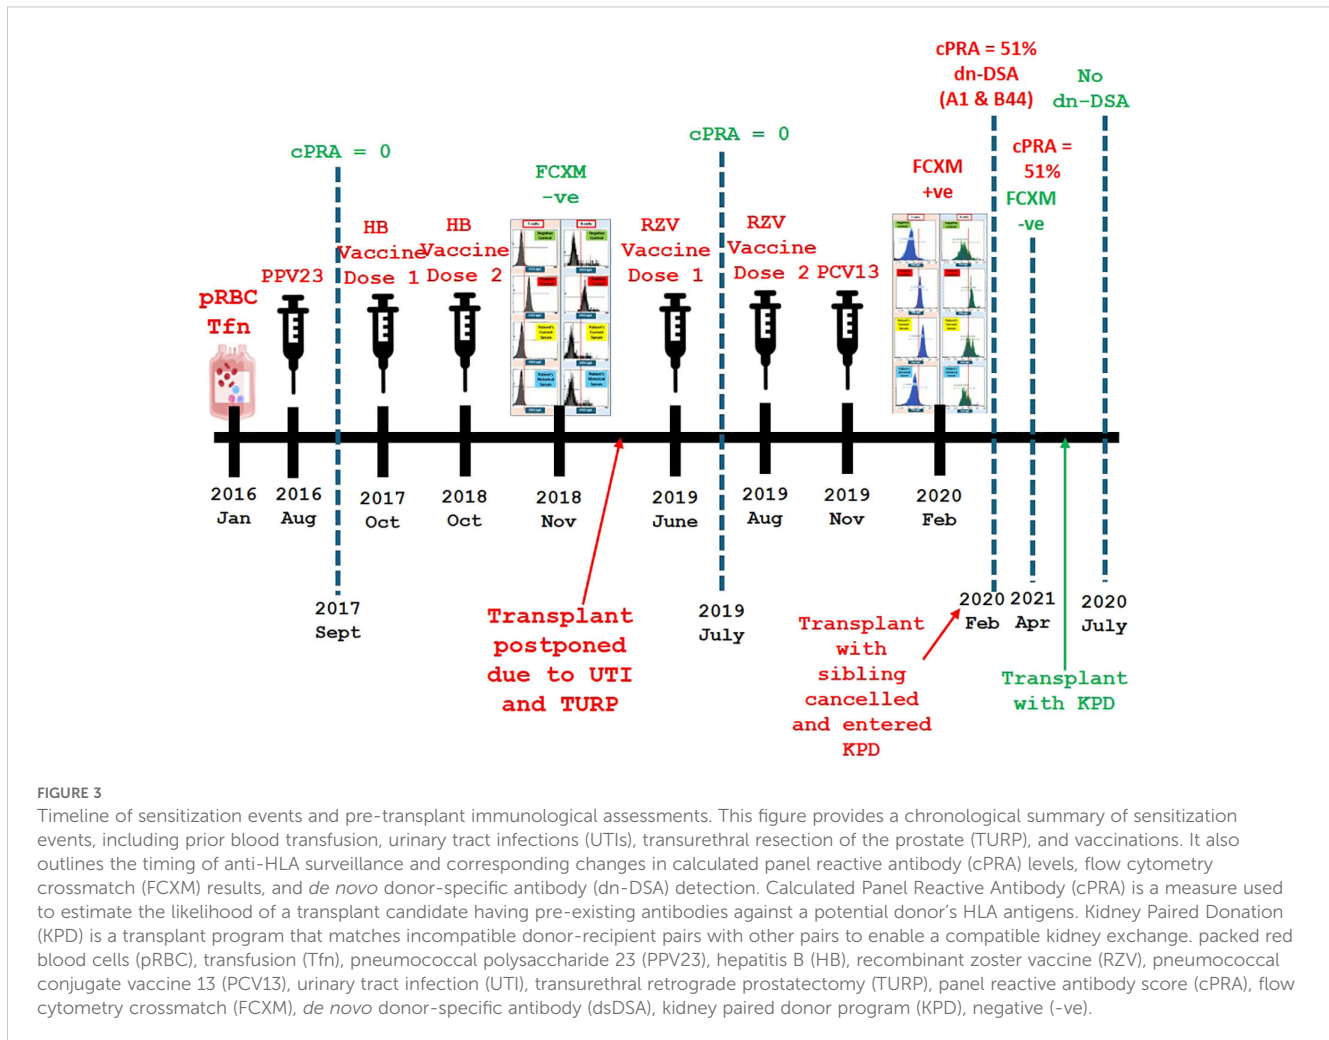 cPRA = 51%
dn-DSA
(A1 & B44)
No
dn-DSA
cPRA = 0
cPRA = 0
cPRA =
51%
FCXM
-ve
FCXM
-ve
FCXM
+ve
pRBC
Tfn
PPV23
HB
Vaccine
Dose 1
HB
Vaccine
Dose 2
RZV
Vaccine
Dose 1
RZV
Vaccine
Dose 2
PCV13
Negative
Control
Patient's
Current
Serum
Patient's
Historical
Serum
2016
Jan
2016
Aug
2017
Oct
2018
Oct
2018
Nov
2019
June
2019
Aug
2019
Nov
2020
Feb
2017
Sept
Transplant
postponed
due to UTI
and TURP
2019
July
Transplant
with
sibling
cancelled
and entered
KPD
2020
Feb
2021
Apr
2020
July
Transplant
with KPD
FIGURE 3
Timeline of sensitization events and pre-transplant immunological assessments. This figure provides a chronological summary of sensitization
events, including prior blood transfusion, urinary tract infections (UTIs), transurethral resection of the prostate (TURP), and vaccinations. It also
outlines the timing of anti-HLA surveillance and corresponding changes in calculated panel reactive antibody (cPRA) levels, flow cytometry
crossmatch (FCXM) results, and de novo donor-specific antibody (dn-DSA) detection. Calculated Panel Reactive Antibody (cPRA) is a measure used
to estimate the likelihood of a transplant candidate having pre-existing antibodies against a potential donor's HLA antigens. Kidney Paired Donation
(KPD) is a transplant program that matches incompatible donor-recipient pairs with other pairs to enable a compatible kidney exchange. packed red
blood cells (pRBC), transfusion (Tfn), pneumococcal polysaccharide 23 (PPV23), hepatitis B (HB), recombinant zoster vaccine (RZV), pneumococcal
conjugate vaccine 13 (PCV13), urinary tract infection (UTI), transurethral retrograde prostatectomy (TURP), panel reactive antibody score (cPRA), flow
cytometry crossmatch (FCXM), de novo donor-specific antibody (dsDSA), kidney paired donor program (KPD), negative (-ve).